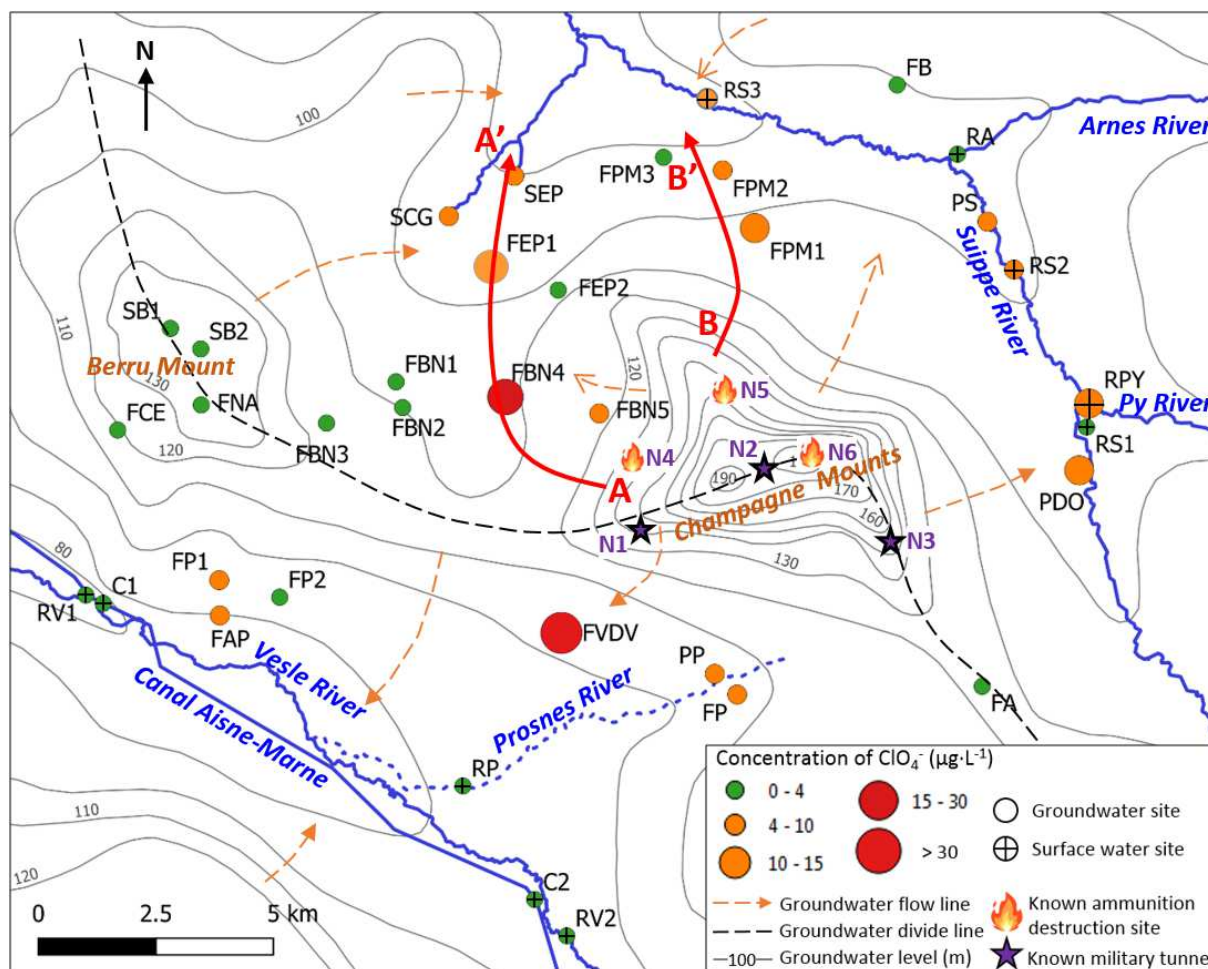 N
100
A'
SEP
SCG
FEP1
FEP2
RS3
FB
Arnes River
RA
FPM3
B'
FPM2
FPM1
PS
Suippe River
RS2
110
SB1
SB2
Berru Mount
130
FCE
FNA
120
FBN3
FBN1
FBN2
FBN4
FBN5
120
B
N5
N4
A
N2
N6
190
Champagne Mounts
170
160
N1
N3
130
RPY
Py River
RS1
PDO
80
FP1
FP2
C1
RV1
FAP
Vesle River
Canal Aisne-Marne
FVDV
PP
FP
Prosnes River
FA
RP
110
120
C2
RV2
0 2.5 5 km
Concentration of ClO₄⁻ (µg·L⁻¹)
0 - 4
4 - 10
10 - 15
15 - 30
> 30
Groundwater site
Surface water site
Groundwater flow line
Groundwater divide line
100 Groundwater level (m)
Known ammunition
destruction site
Known military tunnel